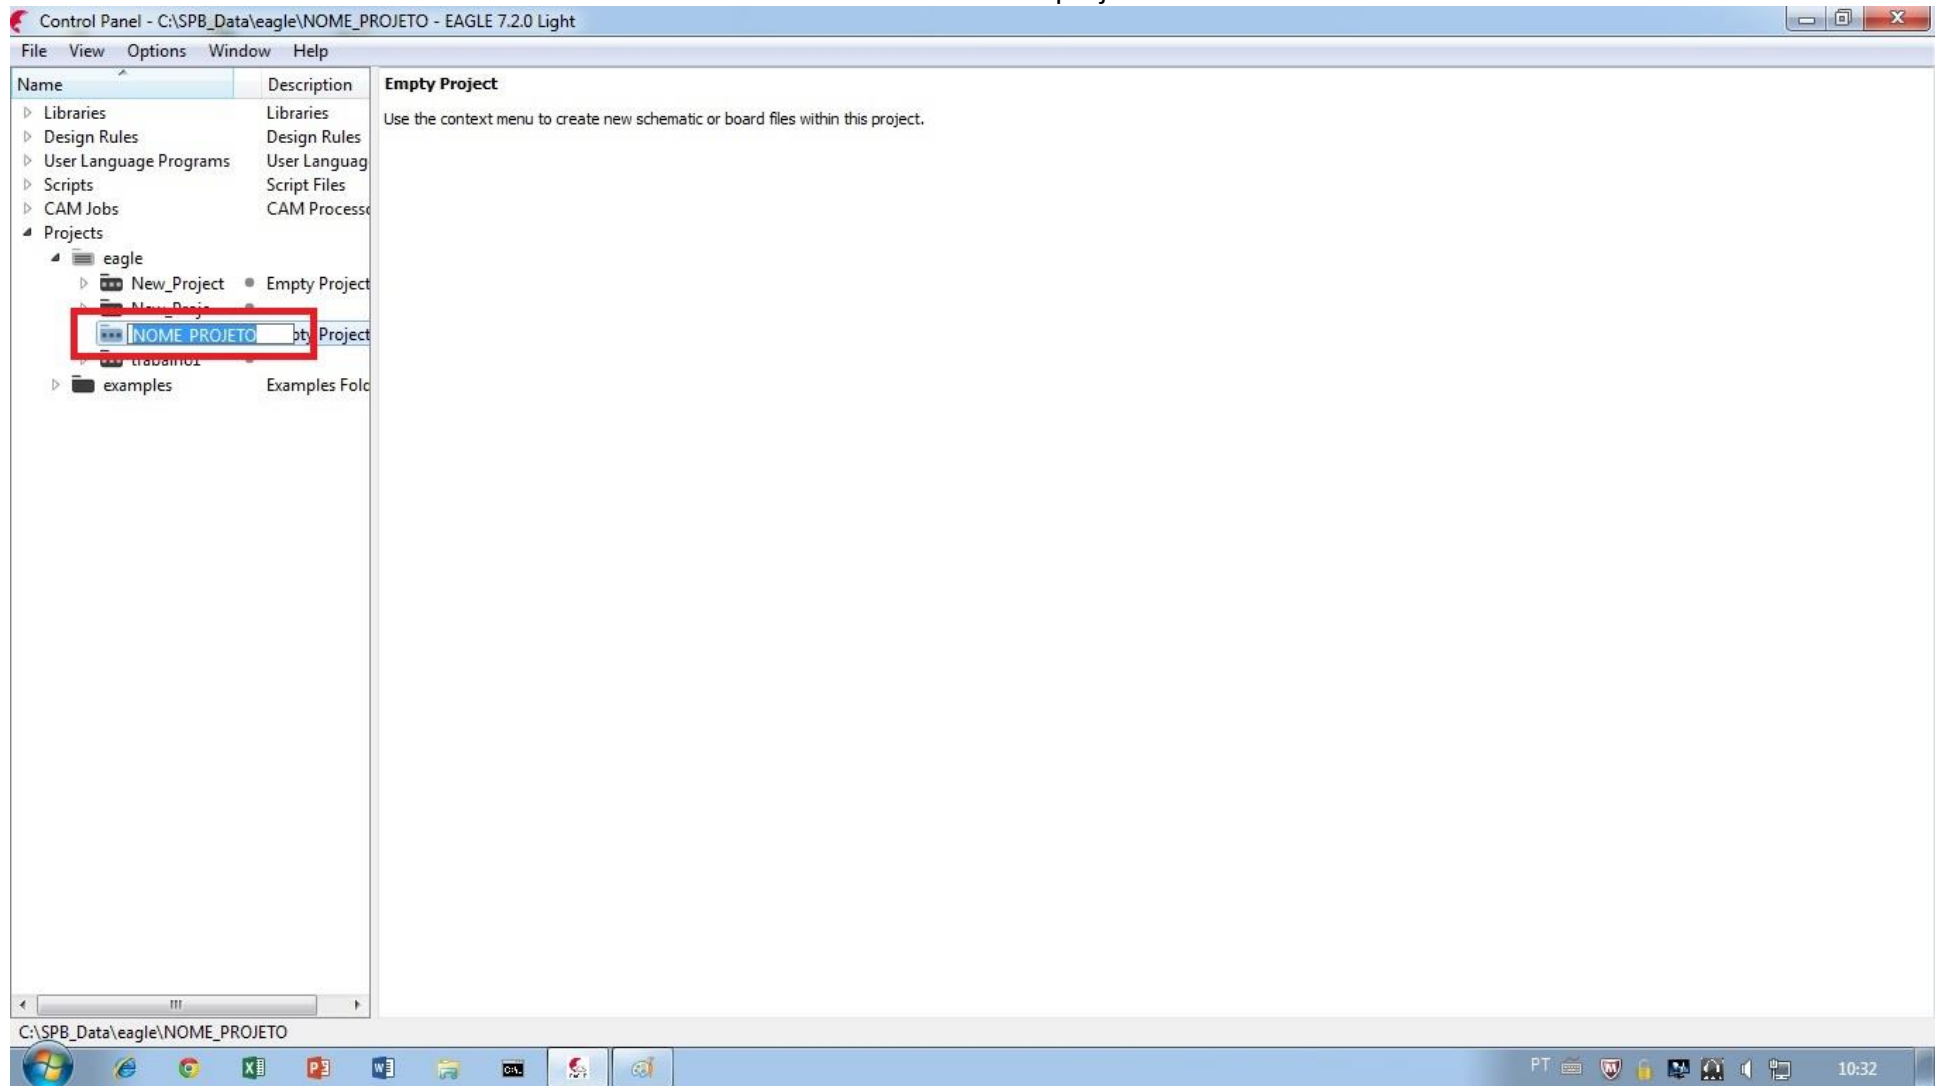 Control Panel - C:\SPB_Data\eagle\NOME_PROJETO - EAGLE 7.2.0 Light
File View Options Window Help
Name Description
Libraries Libraries
Design Rules Design Rules
User Language Programs User Languag
Scripts Script Files
CAM Jobs CAM Process
Projects
eagle
New_Project Empty Project
NOME_PROJETO pty Project
examples Examples Fold
Empty Project
Use the context menu to create new schematic or board files within this project.
C:\SPB_Data\eagle\NOME_PROJETO
PT 10:32